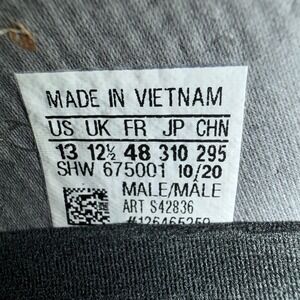 MADE IN VIETNAM
US UK FR JP CHN
13 12½ 48 310 295
SHW 675001 10/20
MALE/MÂLE
ART S42836